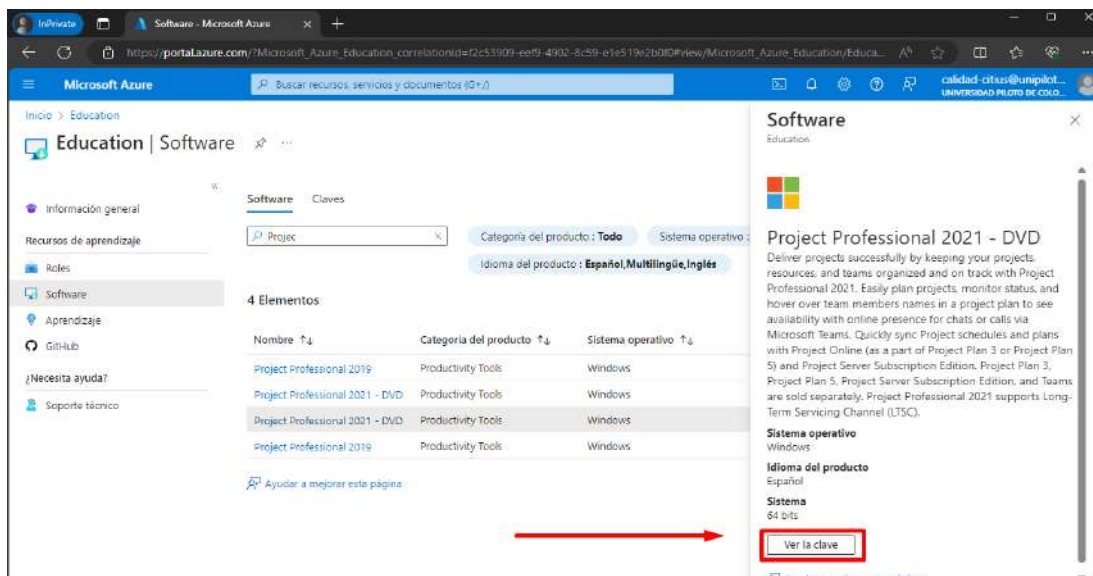 InPrivate
Software - Microsoft Azure
https://portal.azure.com/?Microsoft_Azure_Education_correlationId=f2c53909-eef9-4902-8c59-e1e519e2b0f0#view/Microsoft_Azure_Education/Educa...
Microsoft Azure
Buscar recursos, servicios y documentos (G+/)
calidad-citius@unipilot...
UNIVERSIDAD PILOTO DE COLO...
Inicio > Education
Education | Software
Información general
Recursos de aprendizaje
Roles
Software
Aprendizaje
GitHub
¿Necesita ayuda?
Soporte técnico
Software Claves
Projec
Categoría del producto : Todo
Sistema operativo :
Idioma del producto : Español,Multilingüe,Inglés
4 Elementos
Nombre Categoría del producto Sistema operativo
Project Professional 2019 Productivity Tools Windows
Project Professional 2021 - DVD Productivity Tools Windows
Project Professional 2021 - DVD Productivity Tools Windows
Project Professional 2019 Productivity Tools Windows
Ayudar a mejorar esta página
Software
Education
Project Professional 2021 - DVD
Deliver projects successfully by keeping your projects,
resources, and teams organized and on track with Project
Professional 2021. Easily plan projects, monitor status, and
hover over team members names in a project plan to see
availability with online presence for chats or calls via
Microsoft Teams. Quickly sync Project schedules and plans
with Project Online (as a part of Project Plan 3 or Project Plan
5) and Project Server Subscription Edition. Project Plan 3,
Project Plan 5, Project Server Subscription Edition, and Teams
are sold separately. Project Professional 2021 supports Long-
Term Servicing Channel (LTSC).
Sistema operativo
Windows
Idioma del producto
Español
Sistema
64 bits
Ver la clave